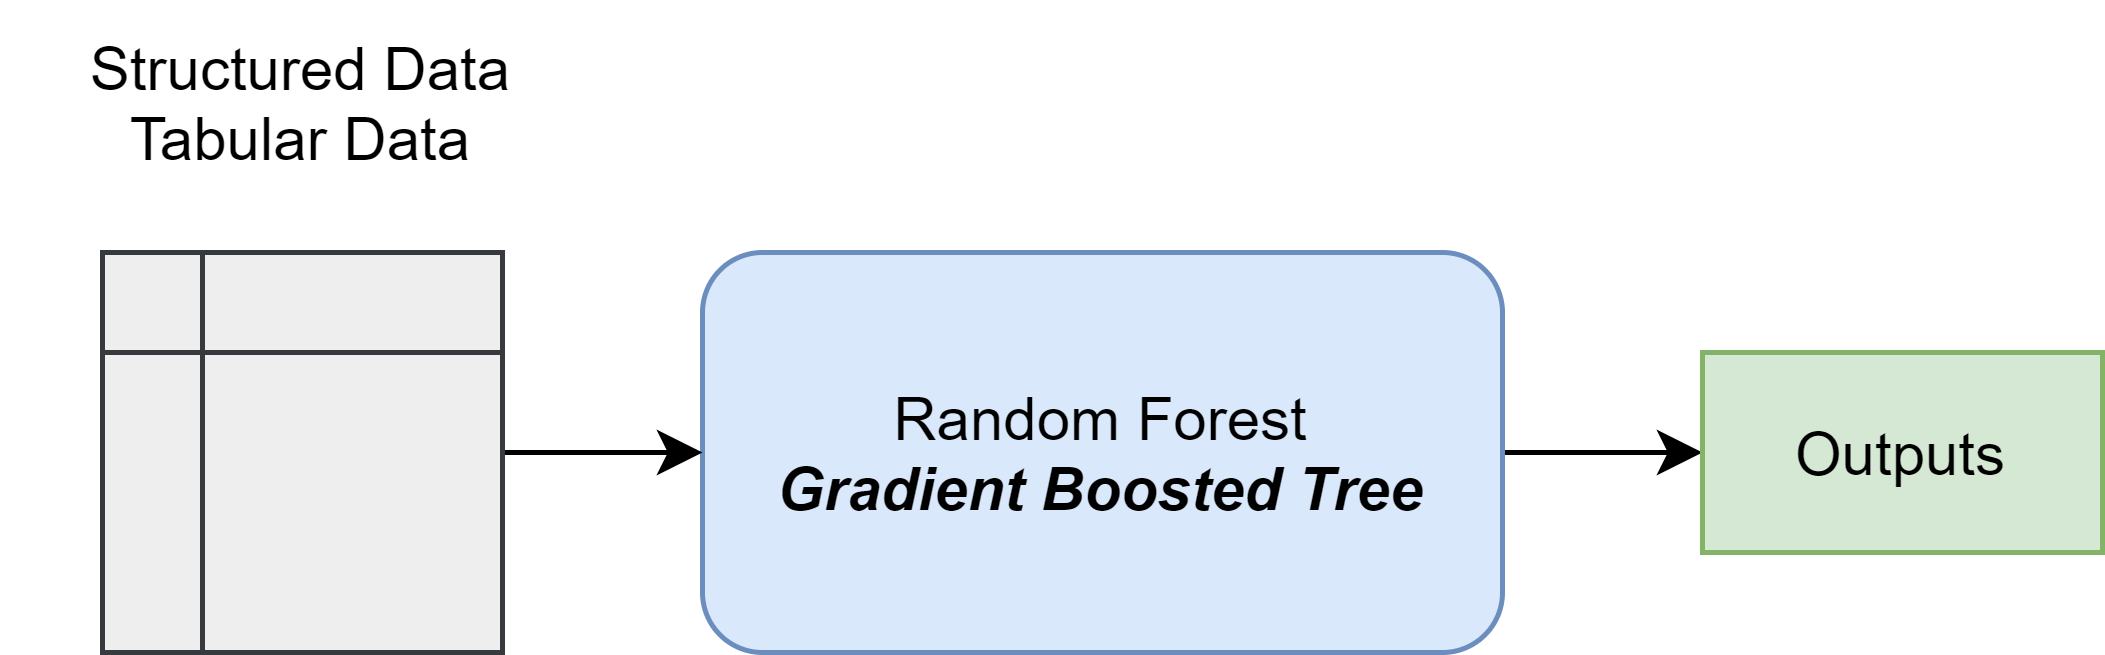 Structured Data
Tabular Data
Random Forest
Gradient Boosted Tree
Outputs